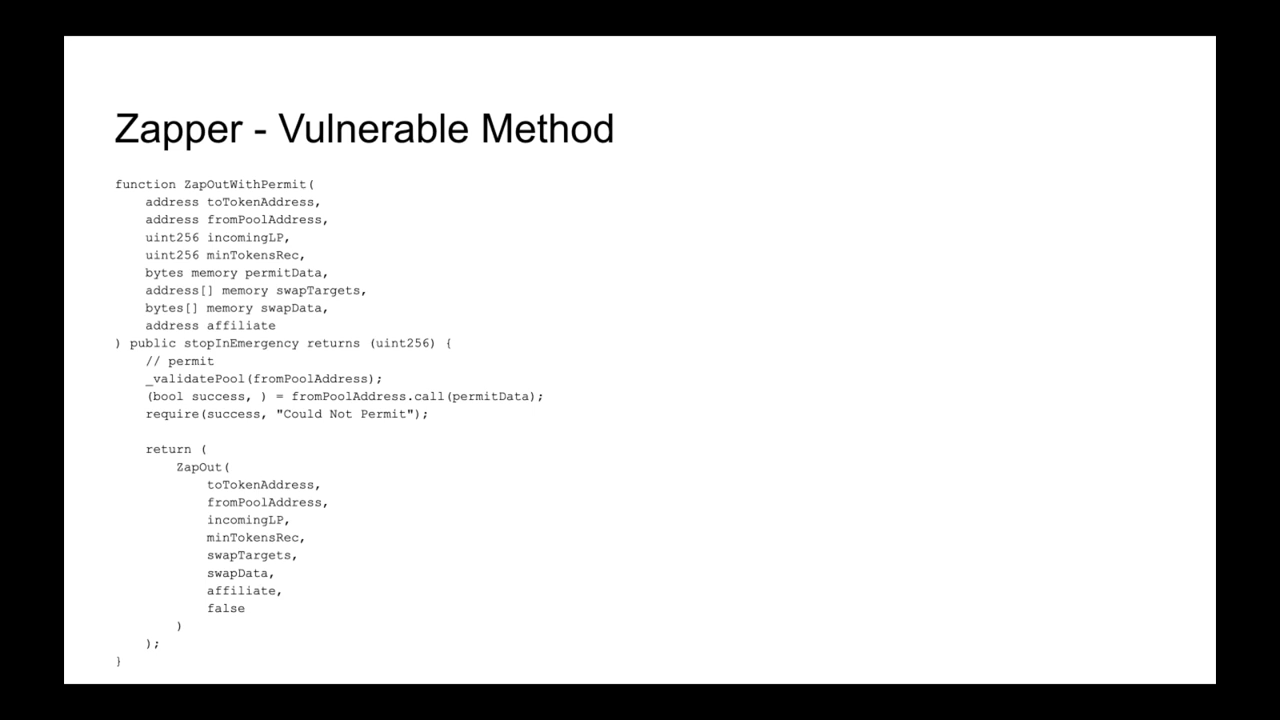 Zapper - Vulnerable Method
function ZapOutWithPermit(
    address toTokenAddress,
    address fromPoolAddress,
    uint256 incomingLP,
    uint256 minTokensRec,
    bytes memory permitData,
    address[] memory swapTargets,
    bytes[] memory swapData,
    address affiliate
) public stopInEmergency returns (uint256) {
    // permit
    _validatePool(fromPoolAddress);
    (bool success, ) = fromPoolAddress.call(permitData);
    require(success, "Could Not Permit");
    return (
        ZapOut(
            toTokenAddress,
            fromPoolAddress,
            incomingLP,
            minTokensRec,
            swapTargets,
            swapData,
            affiliate,
            false
        )
    );
}